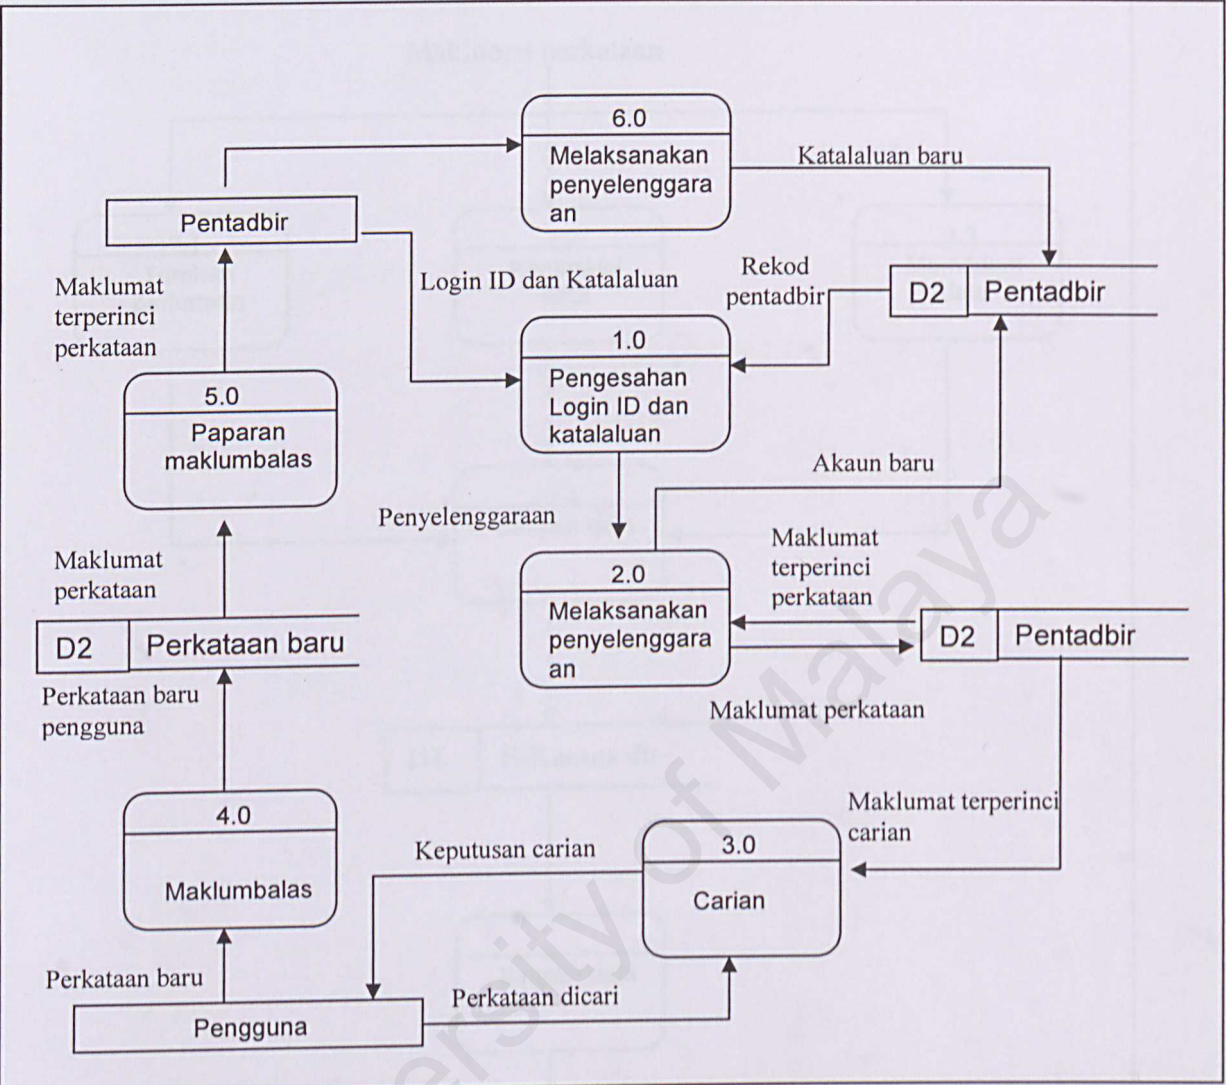 6.0
Melaksanakan
penyelenggara
an
Katalaluan baru
Pentadbir
Login ID dan Katalaluan
Rekod
pentadbir
D2 Pentadbir
Maklumat
terperinci
perkataan
1.0
Pengesahan
Login ID dan
katalaluan
5.0
Paparan
maklumbalas
Akaun baru
Penyelenggaraan
Maklumat
terperinci
perkataan
Maklumat
perkataan
2.0
Melaksanakan
penyelenggara
an
D2 Perkataan baru
D2 Pentadbir
Perkataan baru
pengguna
Maklumat perkataan
4.0
Maklumbalas
Keputusan carian
3.0
Carian
Maklumat terperinci
carian
Perkataan baru
Perkataan dicari
Pengguna
University of Malaya